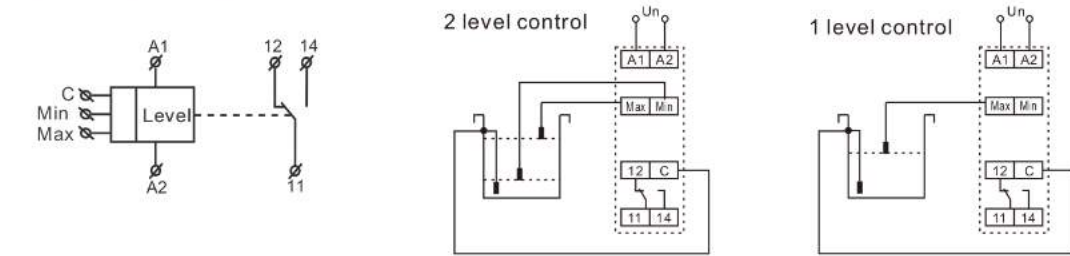 A1
12 14
C
Min
Max
Level
A2
11
2 level control
Un
A1 A2
Max Min
12 C
11 14
1 level control
Un
A1 A2
Max Min
12 C
11 14